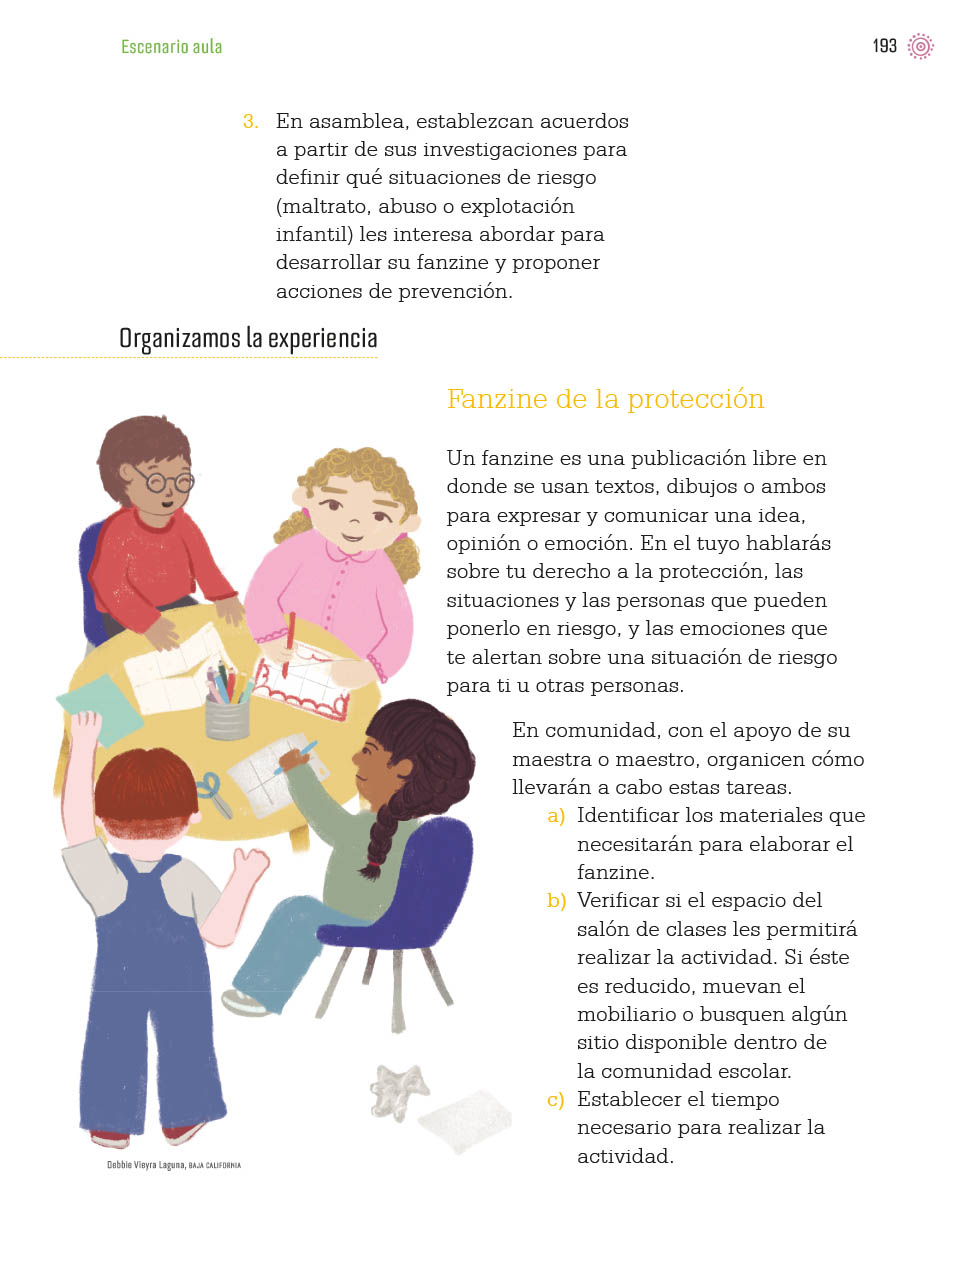 Escenario aula
193
3. En asamblea, establezcan acuerdos
a partir de sus investigaciones para
definir qué situaciones de riesgo
(maltrato, abuso o explotación
infantil) les interesa abordar para
desarrollar su fanzine y proponer
acciones de prevención.
Organizamos la experiencia
Fanzine de la protección
Un fanzine es una publicación libre en
donde se usan textos, dibujos o ambos
para expresar y comunicar una idea,
opinión o emoción. En el tuyo hablarás
sobre tu derecho a la protección, las
situaciones y las personas que pueden
ponerlo en riesgo, y las emociones que
te alertan sobre una situación de riesgo
para ti u otras personas.
En comunidad, con el apoyo de su
maestra o maestro, organicen cómo
llevarán a cabo estas tareas.
a) Identificar los materiales que
necesitarán para elaborar el
fanzine.
b) Verificar si el espacio del
salón de clases les permitirá
realizar la actividad. Si éste
es reducido, muevan el
mobiliario o busquen algún
sitio disponible dentro de
la comunidad escolar.
c) Establecer el tiempo
necesario para realizar la
actividad.
Debbie Vieyra Laguna, BAJA CALIFORNIA